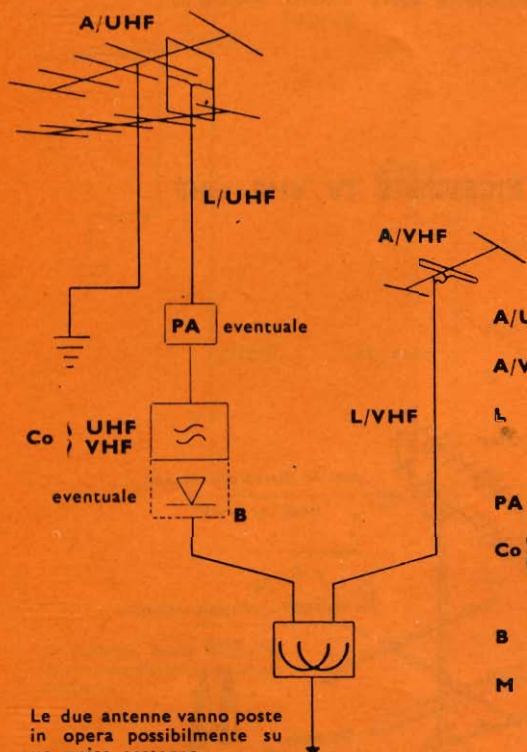 A/UHF
L/UHF
A/VHF
PA eventuale
L/VHF
Co UHF
VHF
eventuale
B
A/U
A/V
L
PA
Co
B
M
Le due antenne vanno poste
in opera possibilmente su